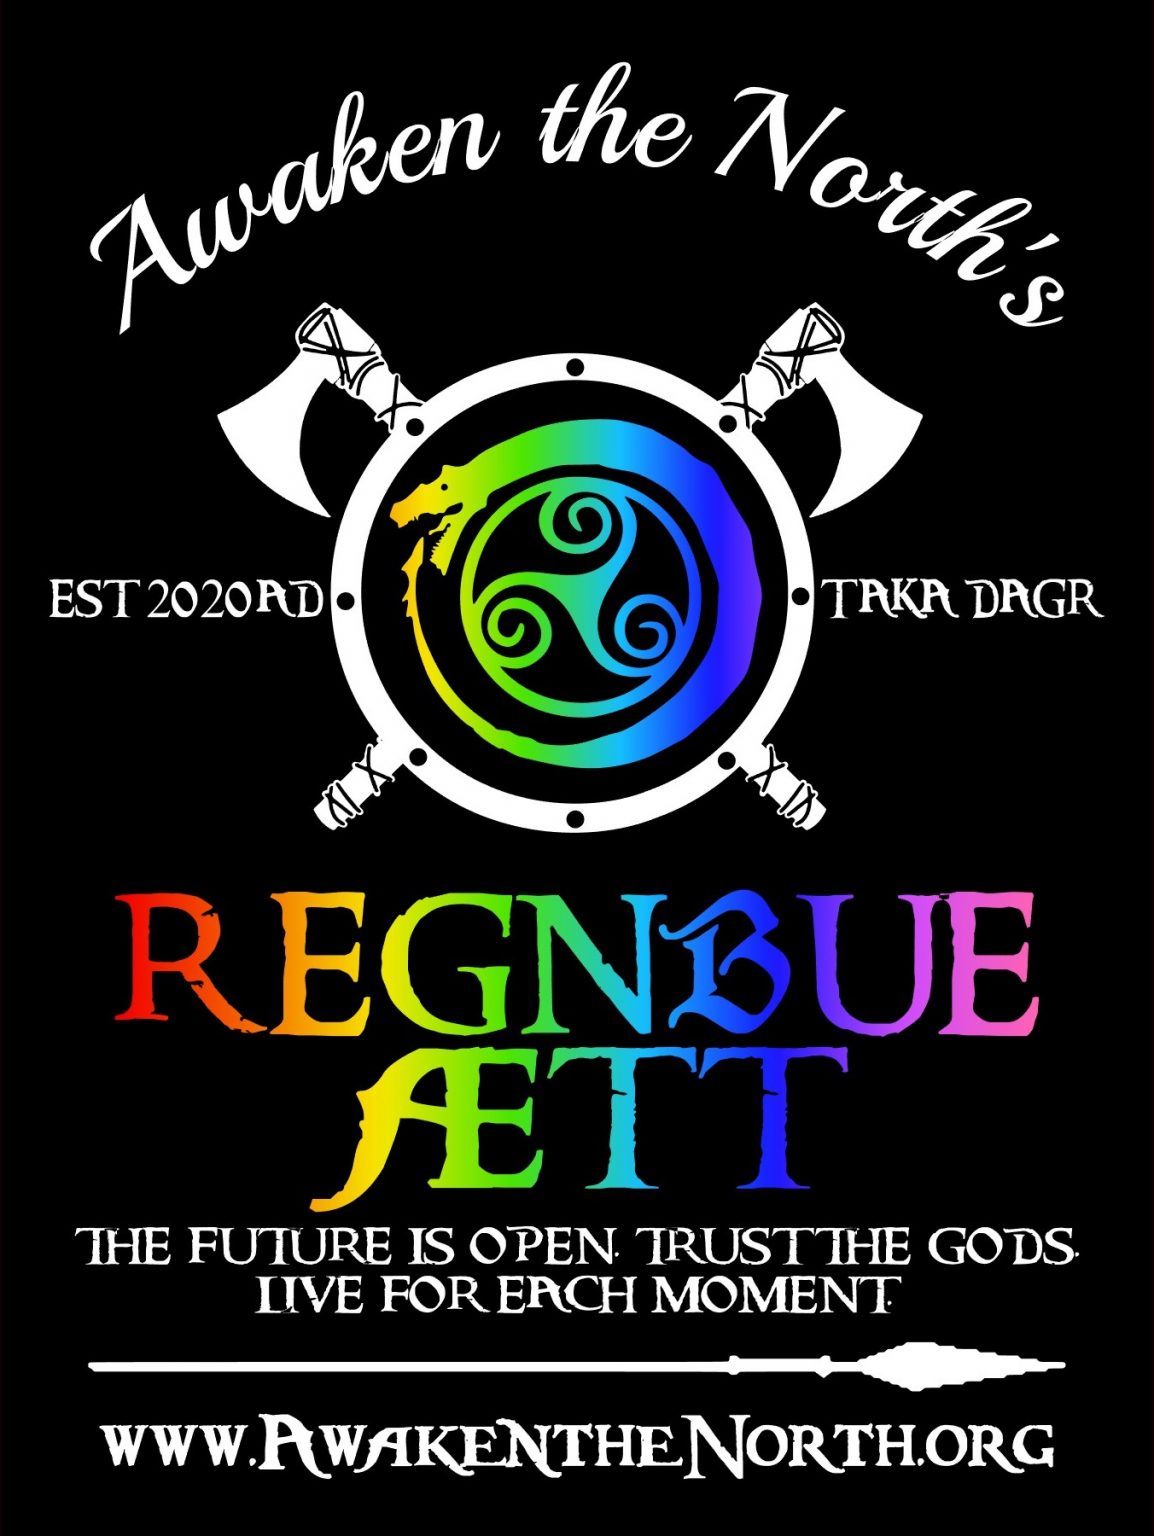 Awaken the North's
EST 2020AD
TAKA DAGR
REGNBUE
ÆTT
THE FUTURE IS OPEN. TRUST THE GODS.
LIVE FOR EACH MOMENT.
www.AwakentheNorth.org